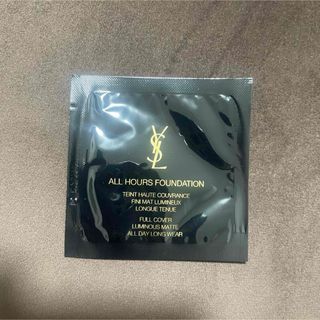 YSL
ALL HOURS FOUNDATION
TEINT HAUTE COUVRANCE
FINI MAT LUMINEUX
LONGUE TENUE
FULL COVER
LUMINOUS MATTE
ALL DAY LONG WEAR